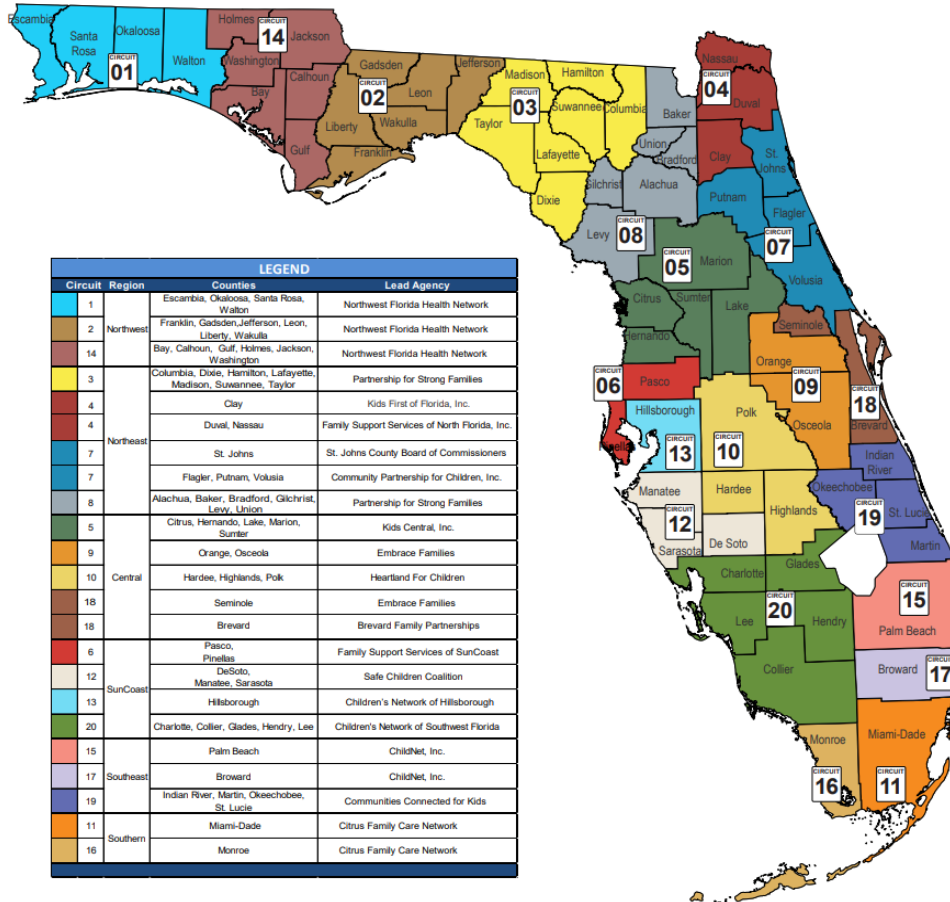 Escambia
Santa
Rosa
Okaloosa
Walton
CIRCUIT
01
Holmes
CIRCUIT
14
Jackson
Washington
Calhoun
Bay
Gulf
Gadsden
Jefferson
CIRCUIT
02
Leon
Liberty
Wakulla
Franklin
Madison
Hamilton
CIRCUIT
03
Suwannee
Columbia
Taylor
Lafayette
Dixie
Nassau
CIRCUIT
04
Duval
Baker
Union
Bradford
Clay
St.
Johns
Gilchrist
Alachua
Putnam
Flagler
Levy
CIRCUIT
08
CIRCUIT
07
CIRCUIT
05
Marion
Volusia
Citrus
Sumter
Lake
Hernando
Seminole
Orange
CIRCUIT
06
Pasco
CIRCUIT
09
CIRCUIT
18
Brevard
Hillsborough
Polk
Osceola
Pinellas
CIRCUIT
13
CIRCUIT
10
Indian
River
Manatee
Hardee
Okeechobee
Highlands
St. Lucie
CIRCUIT
12
CIRCUIT
19
Sarasota
De Soto
Martin
Charlotte
Glades
CIRCUIT
20
CIRCUIT
15
Lee
Hendry
Palm Beach
Collier
Broward
CIRCUIT
17
Monroe
Miami-Dade
CIRCUIT
16
CIRCUIT
11
LEGEND
Circuit Region Counties Lead Agency
1 Escambia, Okaloosa, Santa Rosa,
Walton Northwest Florida Health Network
Northwest
2 Franklin, Gadsden,Jefferson, Leon,
Liberty, Wakulla Northwest Florida Health Network
14 Bay, Calhoun, Gulf, Holmes, Jackson,
Washington Northwest Florida Health Network
3 Columbia, Dixie, Hamilton, Lafayette,
Madison, Suwannee, Taylor Partnership for Strong Families
4 Clay Kids First of Florida, Inc.
4 Duval, Nassau Family Support Services of North Florida, Inc.
Northeast
7 St. Johns St. Johns County Board of Commissioners
7 Flagler, Putnam, Volusia Community Partnership for Children, Inc.
8 Alachua, Baker, Bradford, Gilchrist,
Levy, Union Partnership for Strong Families
5 Citrus, Hernando, Lake, Marion,
Sumter Kids Central, Inc.
9 Orange, Osceola Embrace Families
Central
10 Hardee, Highlands, Polk Heartland For Children
18 Seminole Embrace Families
18 Brevard Brevard Family Partnerships
6 Pasco,
Pinellas Family Support Services of SunCoast
12 DeSoto,
Manatee, Sarasota Safe Children Coalition
SunCoast
13 Hillsborough Children's Network of Hillsborough
20 Charlotte, Collier, Glades, Hendry, Lee Children's Network of Southwest Florida
15 Palm Beach ChildNet, Inc.
Southeast
17 Broward ChildNet, Inc.
19 Indian River, Martin, Okeechobee,
St. Lucie Communities Connected for Kids
11 Miami-Dade Citrus Family Care Network
Southern
16 Monroe Citrus Family Care Network